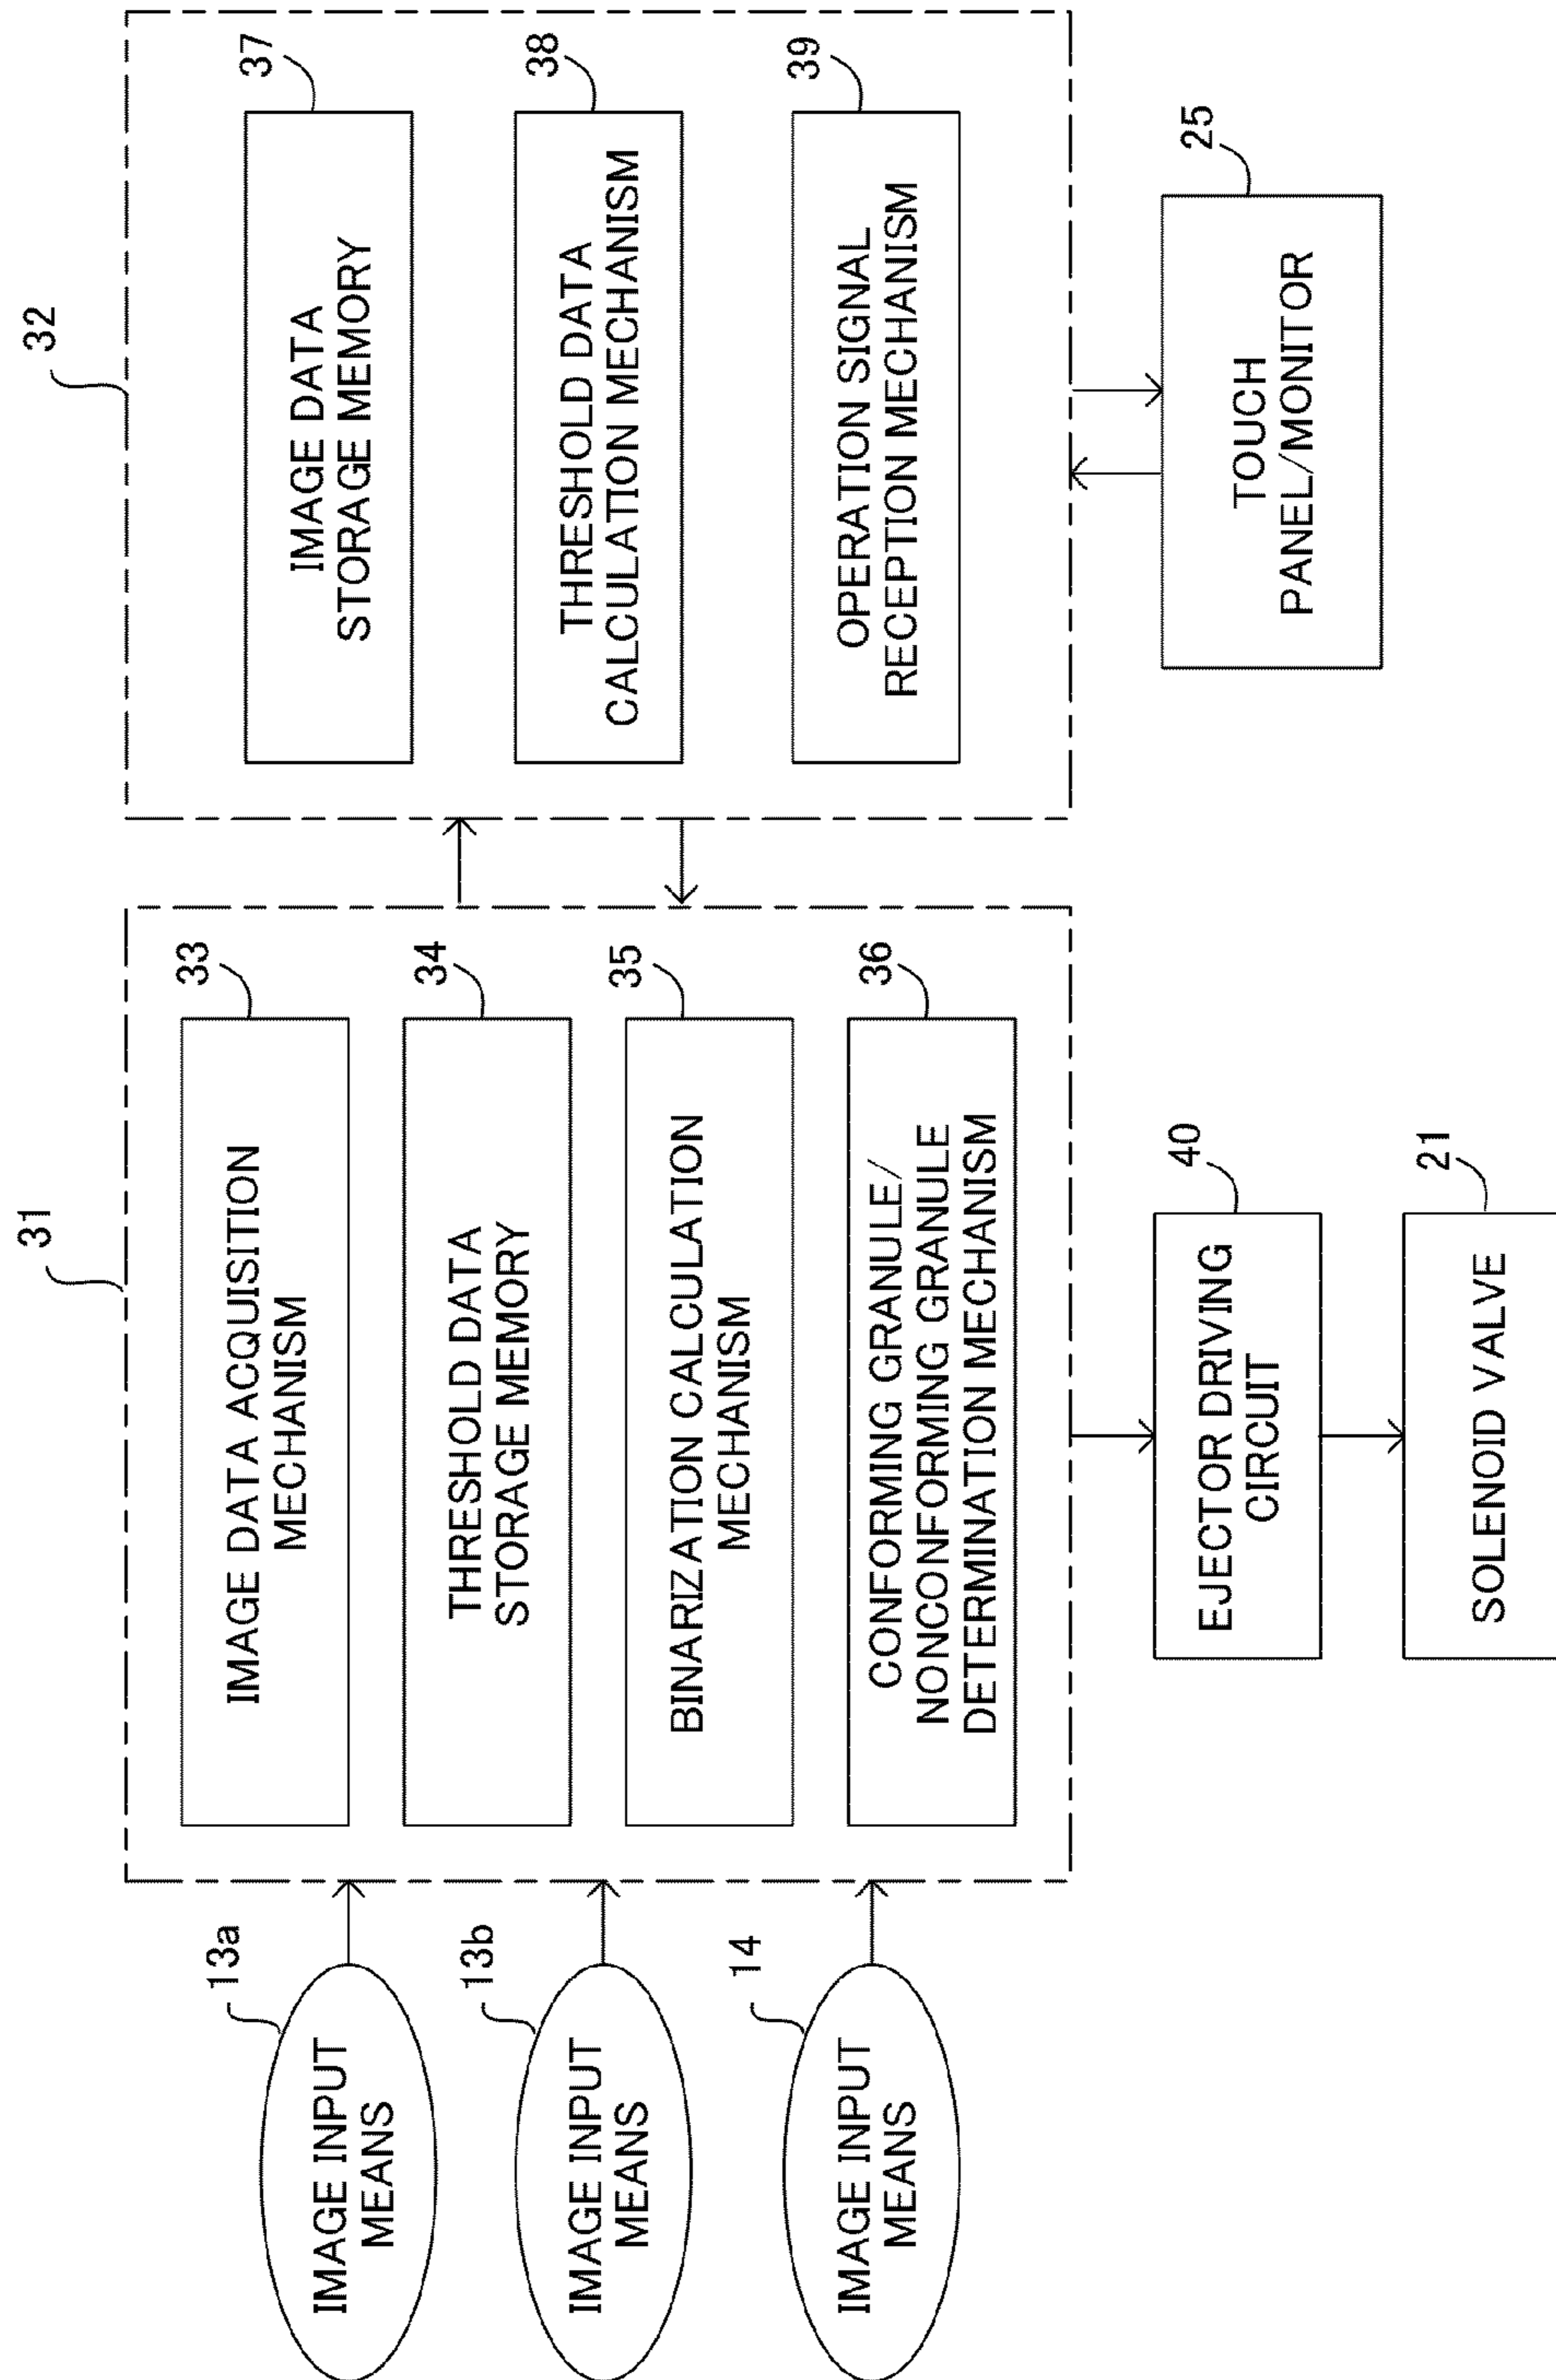 31
32
13a
IMAGE INPUT
MEANS
13b
IMAGE INPUT
MEANS
14
IMAGE INPUT
MEANS
33
IMAGE DATA ACQUISITION
MECHANISM
34
THRESHOLD DATA
STORAGE MEMORY
35
BINARIZATION CALCULATION
MECHANISM
36
CONFORMING GRANULE/
NONCONFORMING GRANULE
DETERMINATION MECHANISM
37
IMAGE DATA
STORAGE MEMORY
38
THRESHOLD DATA
CALCULATION MECHANISM
39
OPERATION SIGNAL
RECEPTION MECHANISM
40
EJECTOR DRIVING
CIRCUIT
21
SOLENOID VALVE
25
TOUCH
PANEL/MONITOR